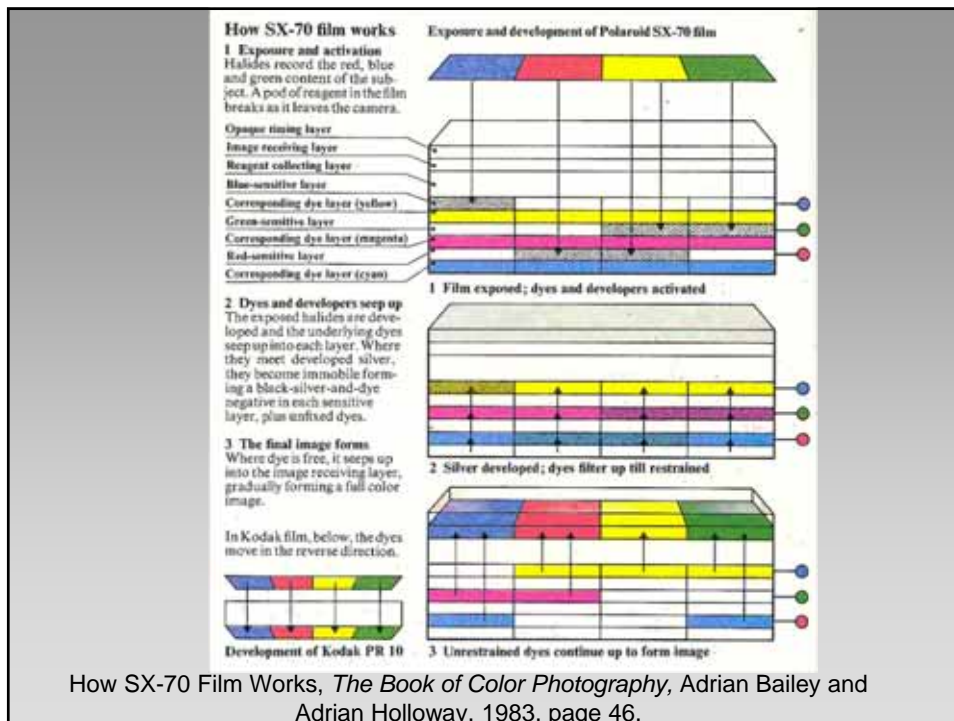 How SX-70 film works
1 Exposure and activation
Halides record the red, blue
and green content of the sub-
ject. A pod of reagent in the film
breaks as it leaves the camera.
Opaque timing layer
Image receiving layer
Reagent collecting layer
Blue-sensitive layer
Corresponding dye layer (yellow)
Green-sensitive layer
Corresponding dye layer (magenta)
Red-sensitive layer
Corresponding dye layer (cyan)
2 Dyes and developers seep up
The exposed halides are deve-
loped and the underlying dyes
seep up into each layer. Where
they meet developed silver,
they become immobile form-
ing a black-silver-and-dye
negative in each sensitive
layer, plus unfixed dyes.
3 The final image forms
Where dye is free, it seeps up
into the image receiving layer,
gradually forming a full color
image.
In Kodak film, below, the dyes
move in the reverse direction.
Development of Kodak PR 10
Exposure and development of Polaroid SX-70 film
1 Film exposed; dyes and developers activated
2 Silver developed; dyes filter up till restrained
3 Unrestrained dyes continue up to form image
How SX-70 Film Works, The Book of Color Photography, Adrian Bailey and
Adrian Holloway, 1983, page 46.